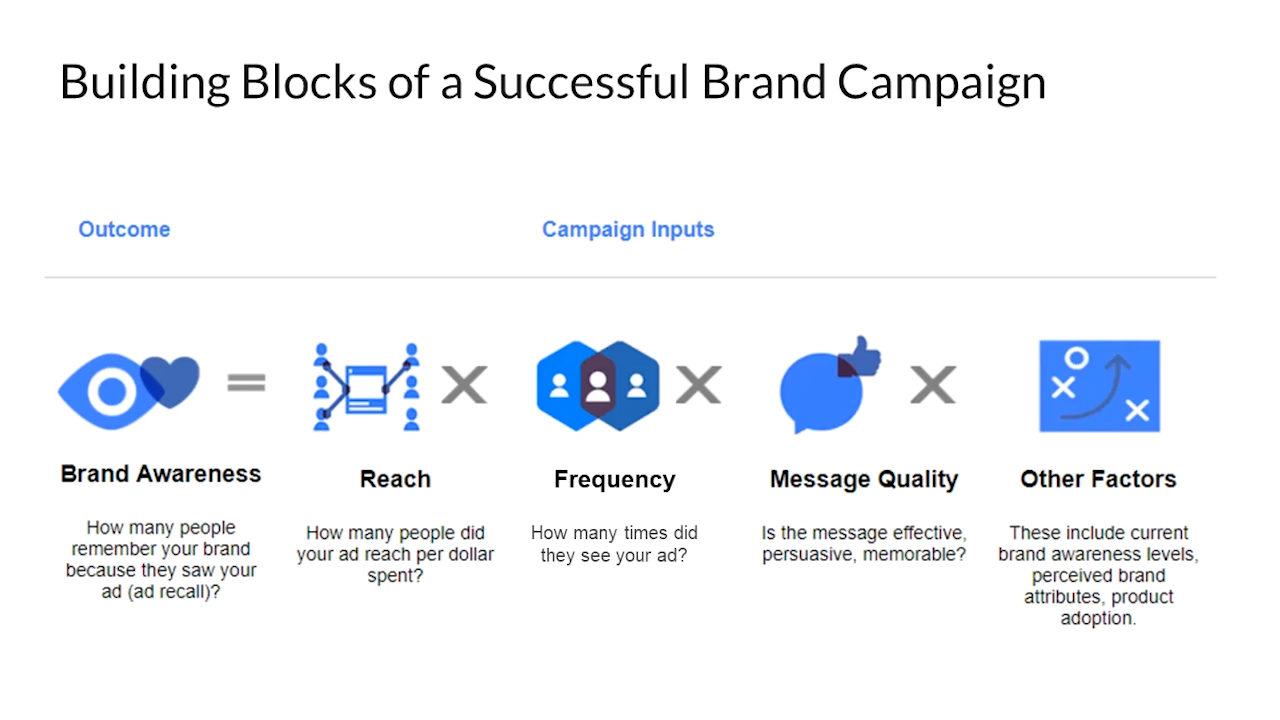 Building Blocks of a Successful Brand Campaign
Outcome
Campaign Inputs
Brand Awareness
How many people
remember your brand
because they saw your
ad (ad recall)?
Reach
How many people did
your ad reach per dollar
spent?
Frequency
How many times did
they see your ad?
Message Quality
Is the message effective,
persuasive, memorable?
Other Factors
These include current
brand awareness levels,
perceived brand
attributes, product
adoption.